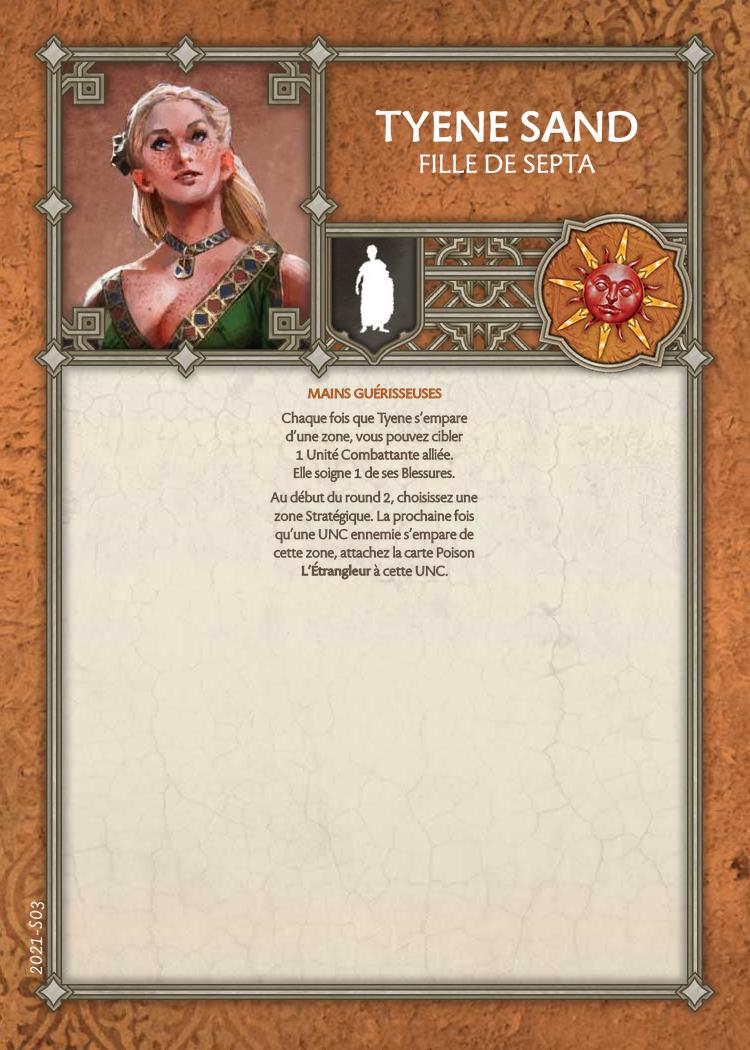 TYENE SAND
FILLE DE SEPTA
MAINS GUÉRISSEUSES
Chaque fois que Tyene s'empare
d'une zone, vous pouvez cibler
1 Unité Combattante alliée.
Elle soigne 1 de ses Blessures.
Au début du round 2, choisissez une
zone Stratégique. La prochaine fois
qu'une UNC ennemie s'empare de
cette zone, attachez la carte Poison
L'Étrangleur à cette UNC.
2021-S03